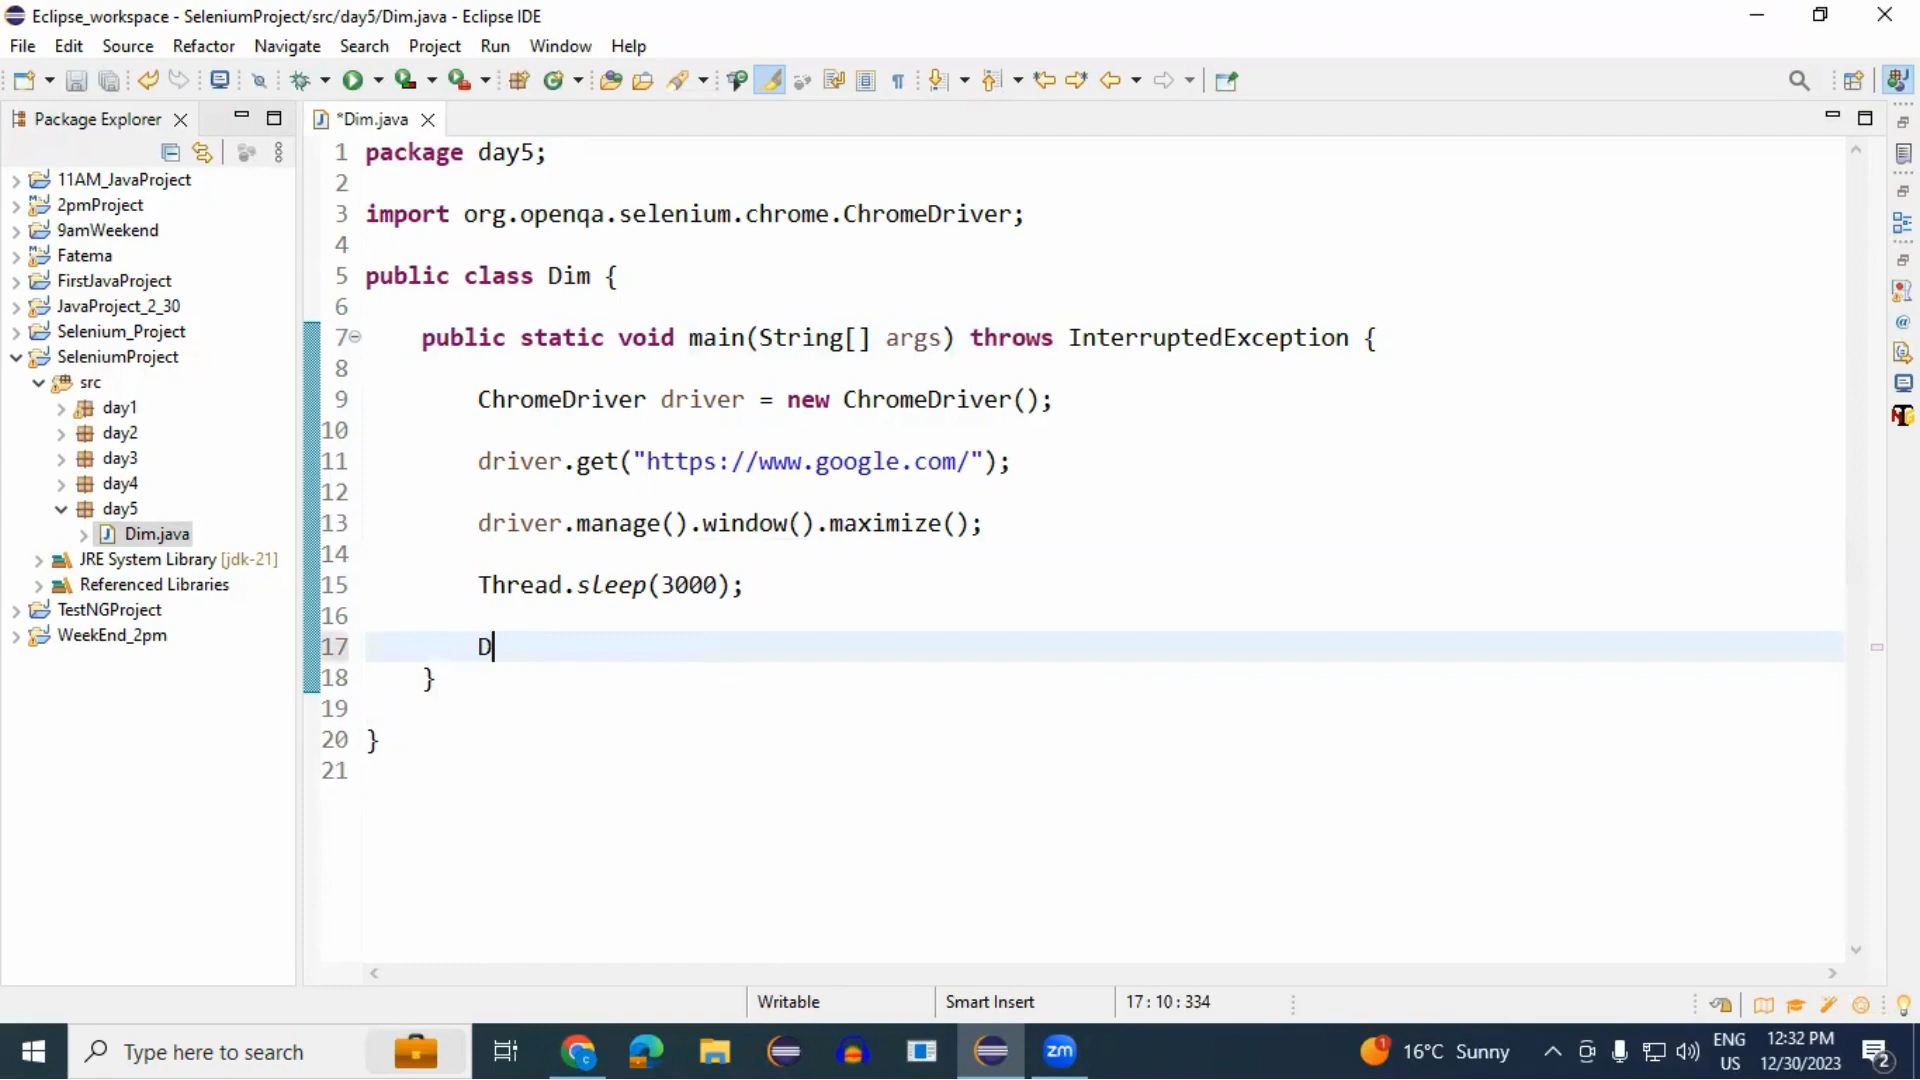 Eclipse_workspace - SeleniumProject/src/day5/Dim.java - Eclipse IDE
File Edit Source Refactor Navigate Search Project Run Window Help
Package Explorer
*Dim.java
11AM_JavaProject
2pmProject
9amWeekend
Fatema
FirstJavaProject
JavaProject_2_30
Selenium_Project
SeleniumProject
src
day1
day2
day3
day4
day5
Dim.java
JRE System Library [jdk-21]
Referenced Libraries
TestNGProject
WeekEnd_2pm
1 package day5;
2
3 import org.openqa.selenium.chrome.ChromeDriver;
4
5 public class Dim {
6
7 public static void main(String[] args) throws InterruptedException {
8
9 ChromeDriver driver = new ChromeDriver();
10
11 driver.get("https://www.google.com/");
12
13 driver.manage().window().maximize();
14
15 Thread.sleep(3000);
16
17 D
18 }
19
20 }
21
Writable Smart Insert 17 : 10 : 334
Type here to search
zm
1
16°C Sunny
ENG
US
12:32 PM
12/30/2023
2